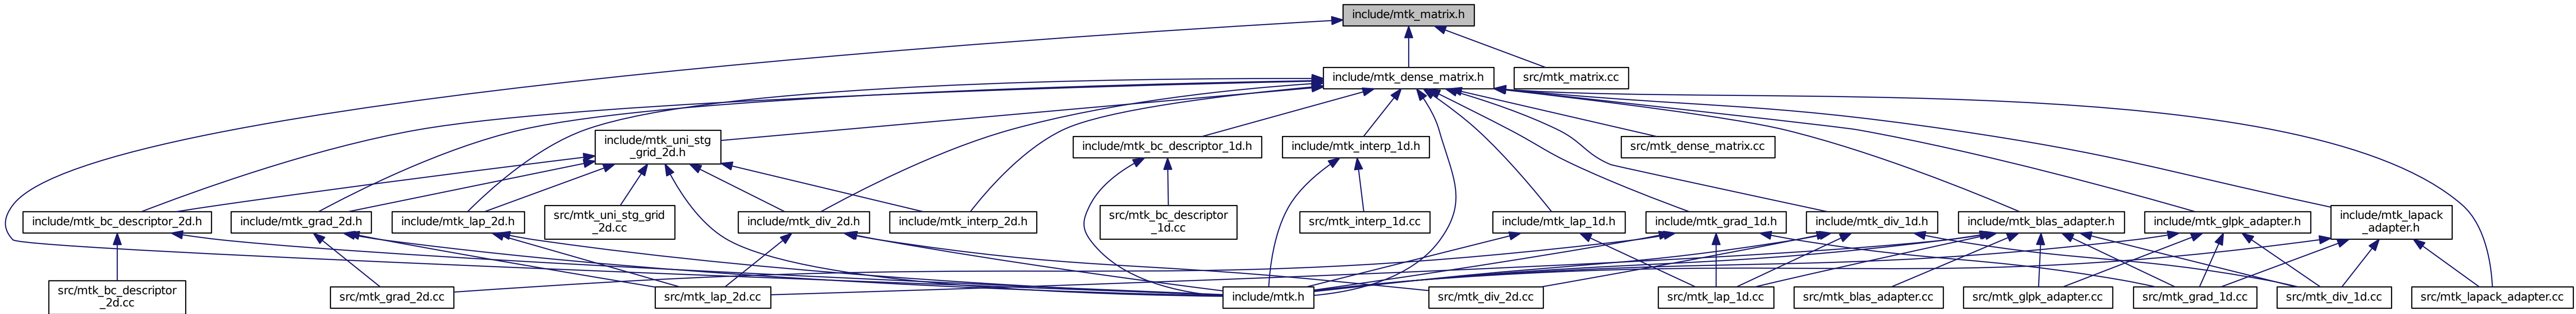 include/mtk_matrix.h
include/mtk_dense_matrix.h
src/mtk_matrix.cc
include/mtk_uni_stg
_grid_2d.h
include/mtk_bc_descriptor_1d.h
include/mtk_interp_1d.h
src/mtk_dense_matrix.cc
include/mtk_bc_descriptor_2d.h
include/mtk_grad_2d.h
include/mtk_lap_2d.h
src/mtk_uni_stg_grid
_2d.cc
include/mtk_div_2d.h
include/mtk_interp_2d.h
src/mtk_bc_descriptor
_1d.cc
src/mtk_interp_1d.cc
include/mtk_lap_1d.h
include/mtk_grad_1d.h
include/mtk_div_1d.h
include/mtk_blas_adapter.h
include/mtk_glpk_adapter.h
include/mtk_lapack
_adapter.h
src/mtk_bc_descriptor
_2d.cc
src/mtk_grad_2d.cc
src/mtk_lap_2d.cc
include/mtk.h
src/mtk_div_2d.cc
src/mtk_lap_1d.cc
src/mtk_blas_adapter.cc
src/mtk_glpk_adapter.cc
src/mtk_grad_1d.cc
src/mtk_div_1d.cc
src/mtk_lapack_adapter.cc